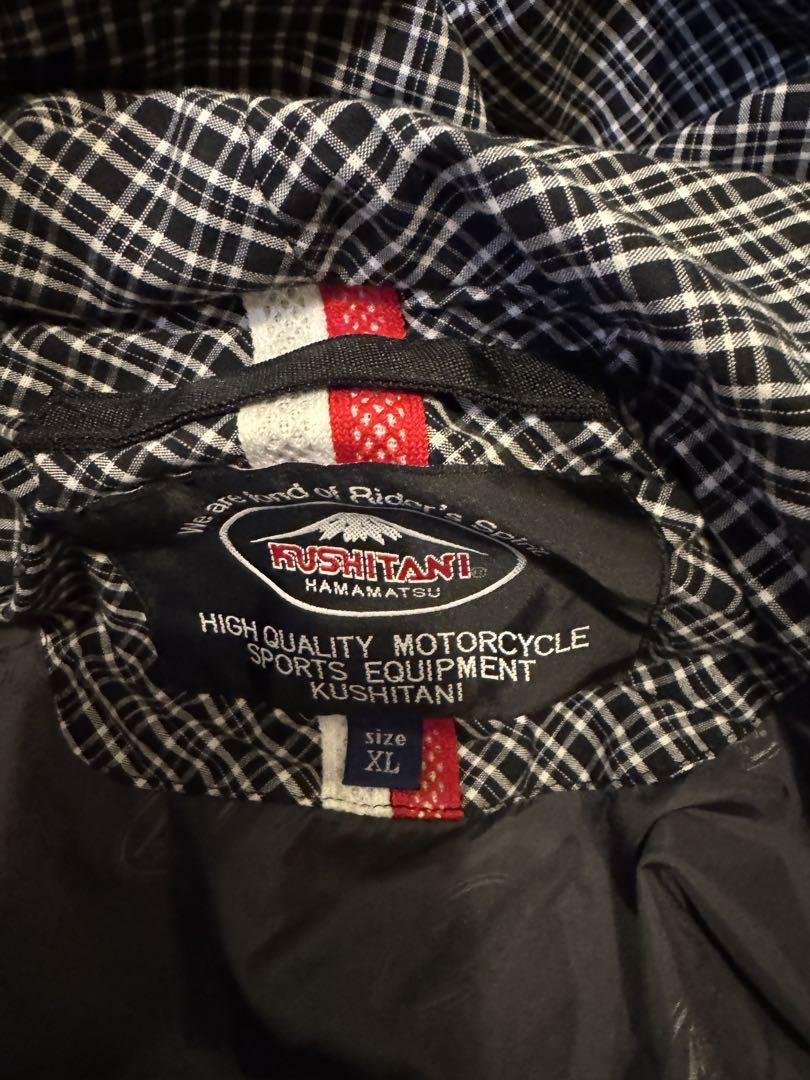 We are fond of Rider's Spirit
KUSHITANI®
HAMAMATSU
HIGH QUALITY MOTORCYCLE
SPORTS EQUIPMENT
KUSHITANI
size
XL